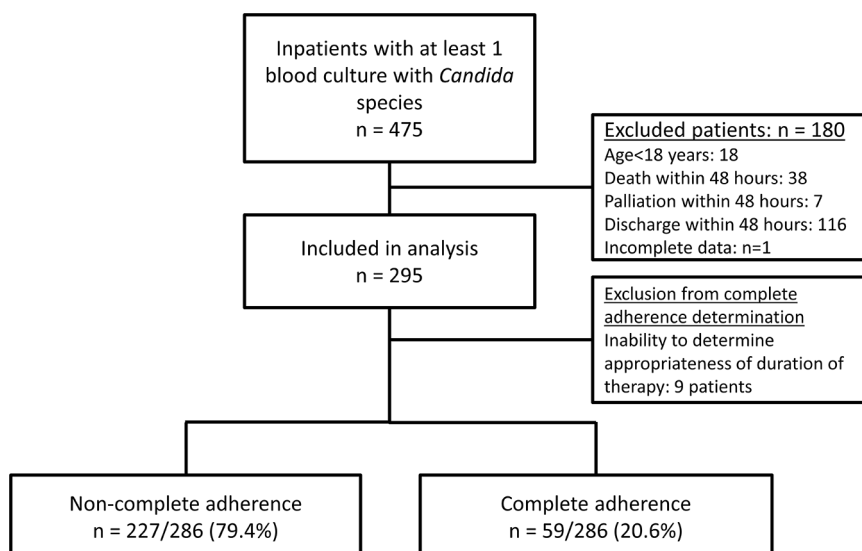 Inpatients with at least 1
blood culture with Candida
species
n = 475
Excluded patients: n = 180
Age<18 years: 18
Death within 48 hours: 38
Palliation within 48 hours: 7
Discharge within 48 hours: 116
Incomplete data: n=1
Included in analysis
n = 295
Exclusion from complete
adherence determination
Inability to determine
appropriateness of duration of
therapy: 9 patients
Non-complete adherence
n = 227/286 (79.4%)
Complete adherence
n = 59/286 (20.6%)